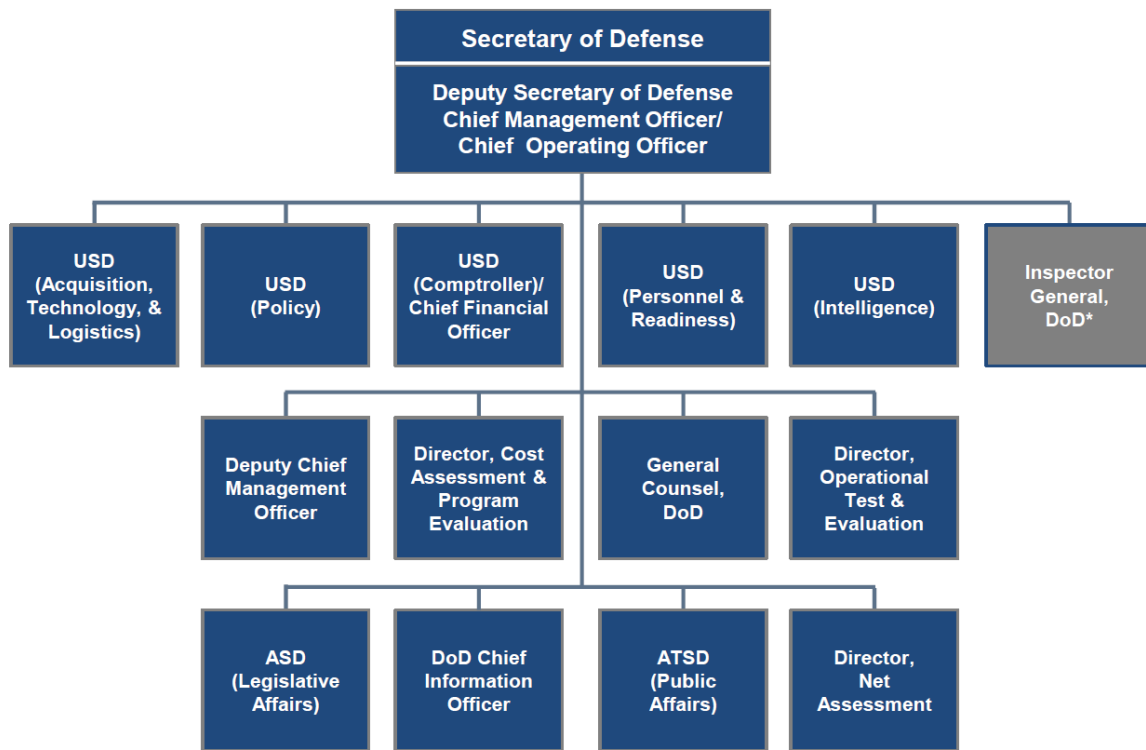 Secretary of Defense
Deputy Secretary of Defense
Chief Management Officer/
Chief Operating Officer
USD
(Acquisition,
Technology, &
Logistics)
USD
(Policy)
USD
(Comptroller)/
Chief Financial
Officer
USD
(Personnel &
Readiness)
USD
(Intelligence)
Inspector
General,
DoD*
Deputy Chief
Management
Officer
Director, Cost
Assessment &
Program
Evaluation
General
Counsel,
DoD
Director,
Operational
Test &
Evaluation
ASD
(Legislative
Affairs)
DoD Chief
Information
Officer
ATSD
(Public
Affairs)
Director,
Net
Assessment